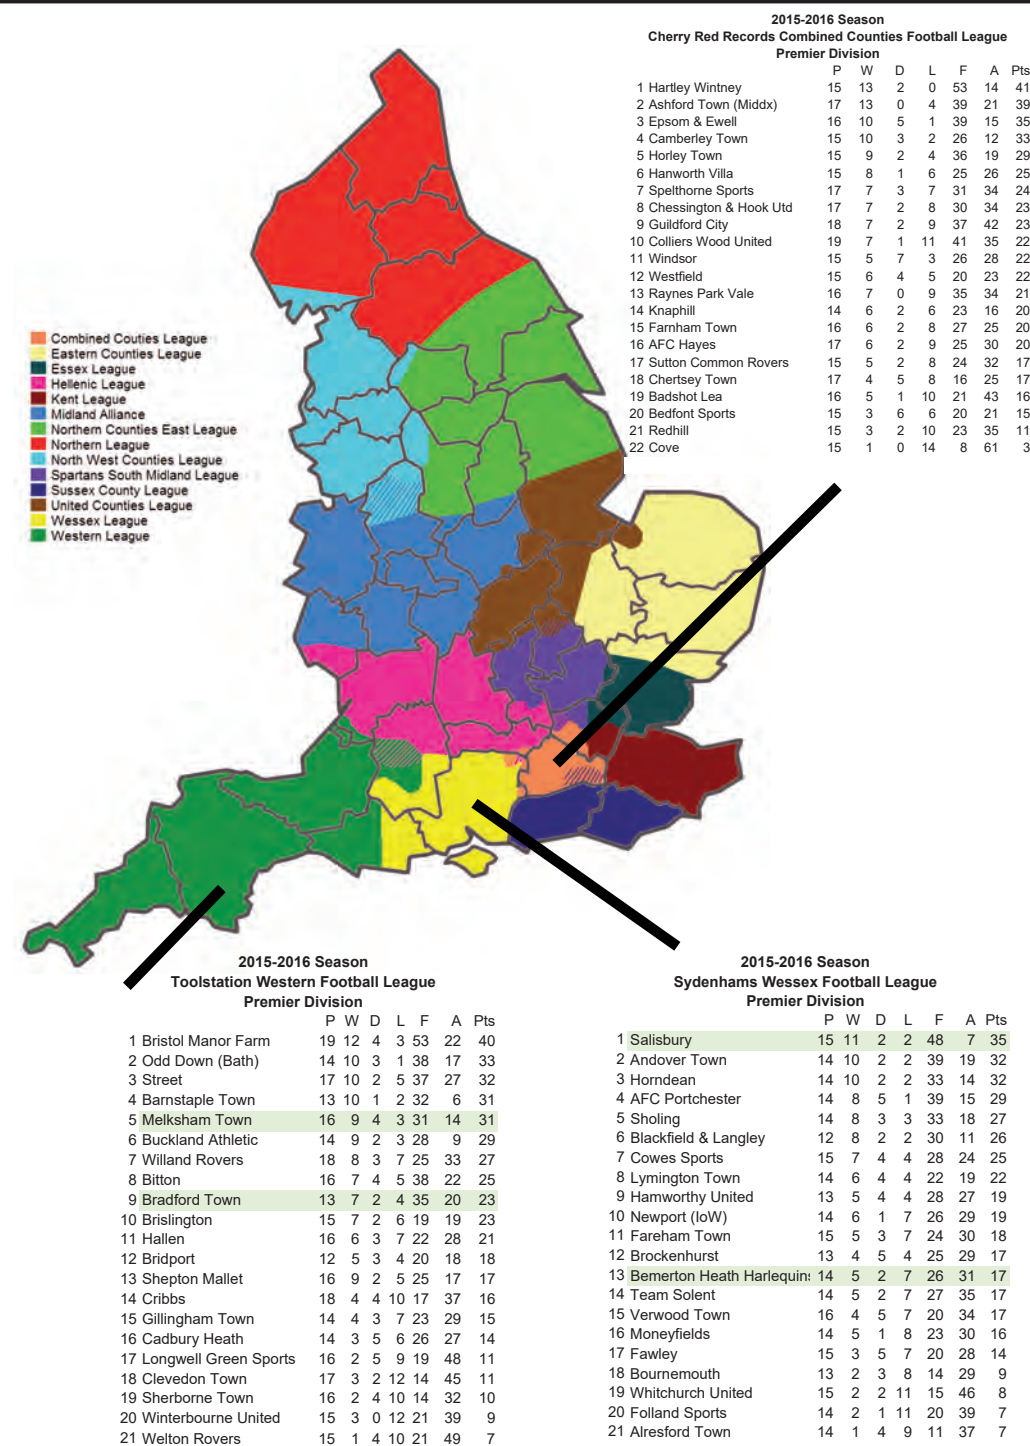 2015-2016 Season
Cherry Red Records Combined Counties Football League
Premier Division
P W D L F A Pts
1 Hartley Wintney 15 13 2 0 53 14 41
2 Ashford Town (Middx) 17 13 0 4 39 21 39
3 Epsom & Ewell 16 10 5 1 39 15 35
4 Camberley Town 15 10 3 2 26 12 33
5 Horley Town 15 9 2 4 36 19 29
6 Hanworth Villa 15 8 1 6 25 26 25
7 Spelthorne Sports 17 7 3 7 31 34 24
8 Chessington & Hook Utd 17 7 2 8 30 34 23
9 Guildford City 18 7 2 9 37 42 23
10 Colliers Wood United 19 7 1 11 41 35 22
11 Windsor 15 5 7 3 26 28 22
12 Westfield 15 6 4 5 20 23 22
13 Raynes Park Vale 16 7 0 9 35 34 21
14 Knaphill 14 6 2 6 23 16 20
15 Farnham Town 16 6 2 8 27 25 20
16 AFC Hayes 17 6 2 9 25 30 20
17 Sutton Common Rovers 15 5 2 8 24 32 17
18 Chertsey Town 17 4 5 8 16 25 17
19 Badshot Lea 16 5 1 10 21 43 16
20 Bedfont Sports 15 3 6 6 20 21 15
21 Redhill 15 3 2 10 23 35 11
22 Cove 15 1 0 14 8 61 3
Combined Couties League
Eastern Counties League
Essex League
Hellenic League
Kent League
Midland Alliance
Northern Counties East League
Northern League
North West Counties League
Spartans South Midland League
Sussex County League
United Counties League
Wessex League
Western League
2015-2016 Season
Toolstation Western Football League
Premier Division
P W D L F A Pts
1 Bristol Manor Farm 19 12 4 3 53 22 40
2 Odd Down (Bath) 14 10 3 1 38 17 33
3 Street 17 10 2 5 37 27 32
4 Barnstaple Town 13 10 1 2 32 6 31
5 Melksham Town 16 9 4 3 31 14 31
6 Buckland Athletic 14 9 2 3 28 9 29
7 Willand Rovers 18 8 3 7 25 33 27
8 Bitton 16 7 4 5 38 22 25
9 Bradford Town 13 7 2 4 35 20 23
10 Brislington 15 7 2 6 19 19 23
11 Hallen 16 6 3 7 22 28 21
12 Bridport 12 5 3 4 20 18 18
13 Shepton Mallet 16 9 2 5 25 17 17
14 Cribbs 18 4 4 10 17 37 16
15 Gillingham Town 14 4 3 7 23 29 15
16 Cadbury Heath 14 3 5 6 26 27 14
17 Longwell Green Sports 16 2 5 9 19 48 11
18 Clevedon Town 17 3 2 12 14 45 11
19 Sherborne Town 16 2 4 10 14 32 10
20 Winterbourne United 15 3 0 12 21 39 9
21 Welton Rovers 15 1 4 10 21 49 7
2015-2016 Season
Sydenhams Wessex Football League
Premier Division
P W D L F A Pts
1 Salisbury 15 11 2 2 48 7 35
2 Andover Town 14 10 2 2 39 19 32
3 Horndean 14 10 2 2 33 14 32
4 AFC Portchester 14 8 5 1 39 15 29
5 Sholing 14 8 3 3 33 18 27
6 Blackfield & Langley 12 8 2 2 30 11 26
7 Cowes Sports 15 7 4 4 28 24 25
8 Lymington Town 14 6 4 4 22 19 22
9 Hamworthy United 13 5 4 4 28 27 19
10 Newport (IoW) 14 6 1 7 26 29 19
11 Fareham Town 15 5 3 7 24 30 18
12 Brockenhurst 13 4 5 4 25 29 17
13 Bemerton Heath Harlequins 14 5 2 7 26 31 17
14 Team Solent 14 5 2 7 27 35 17
15 Verwood Town 16 4 5 7 20 34 17
16 Moneyfields 14 5 1 8 23 30 16
17 Fawley 15 3 5 7 20 28 14
18 Bournemouth 13 2 3 8 14 29 9
19 Whitchurch United 15 2 2 11 15 46 8
20 Folland Sports 14 2 1 11 20 39 7
21 Alresford Town 14 1 4 9 11 37 7